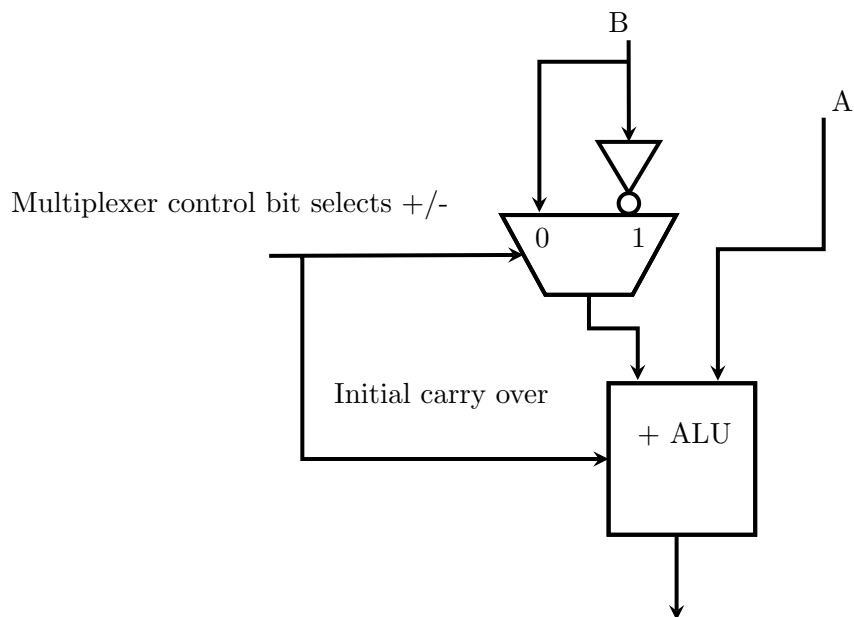 B
A
Multiplexer control bit selects +/-
0
1
Initial carry over
+ ALU